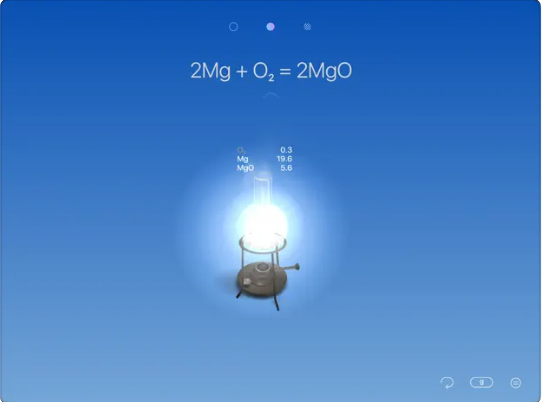 2Mg + O₂ = 2MgO
O₂ 0.3
Mg 19.6
MgO 5.6
g